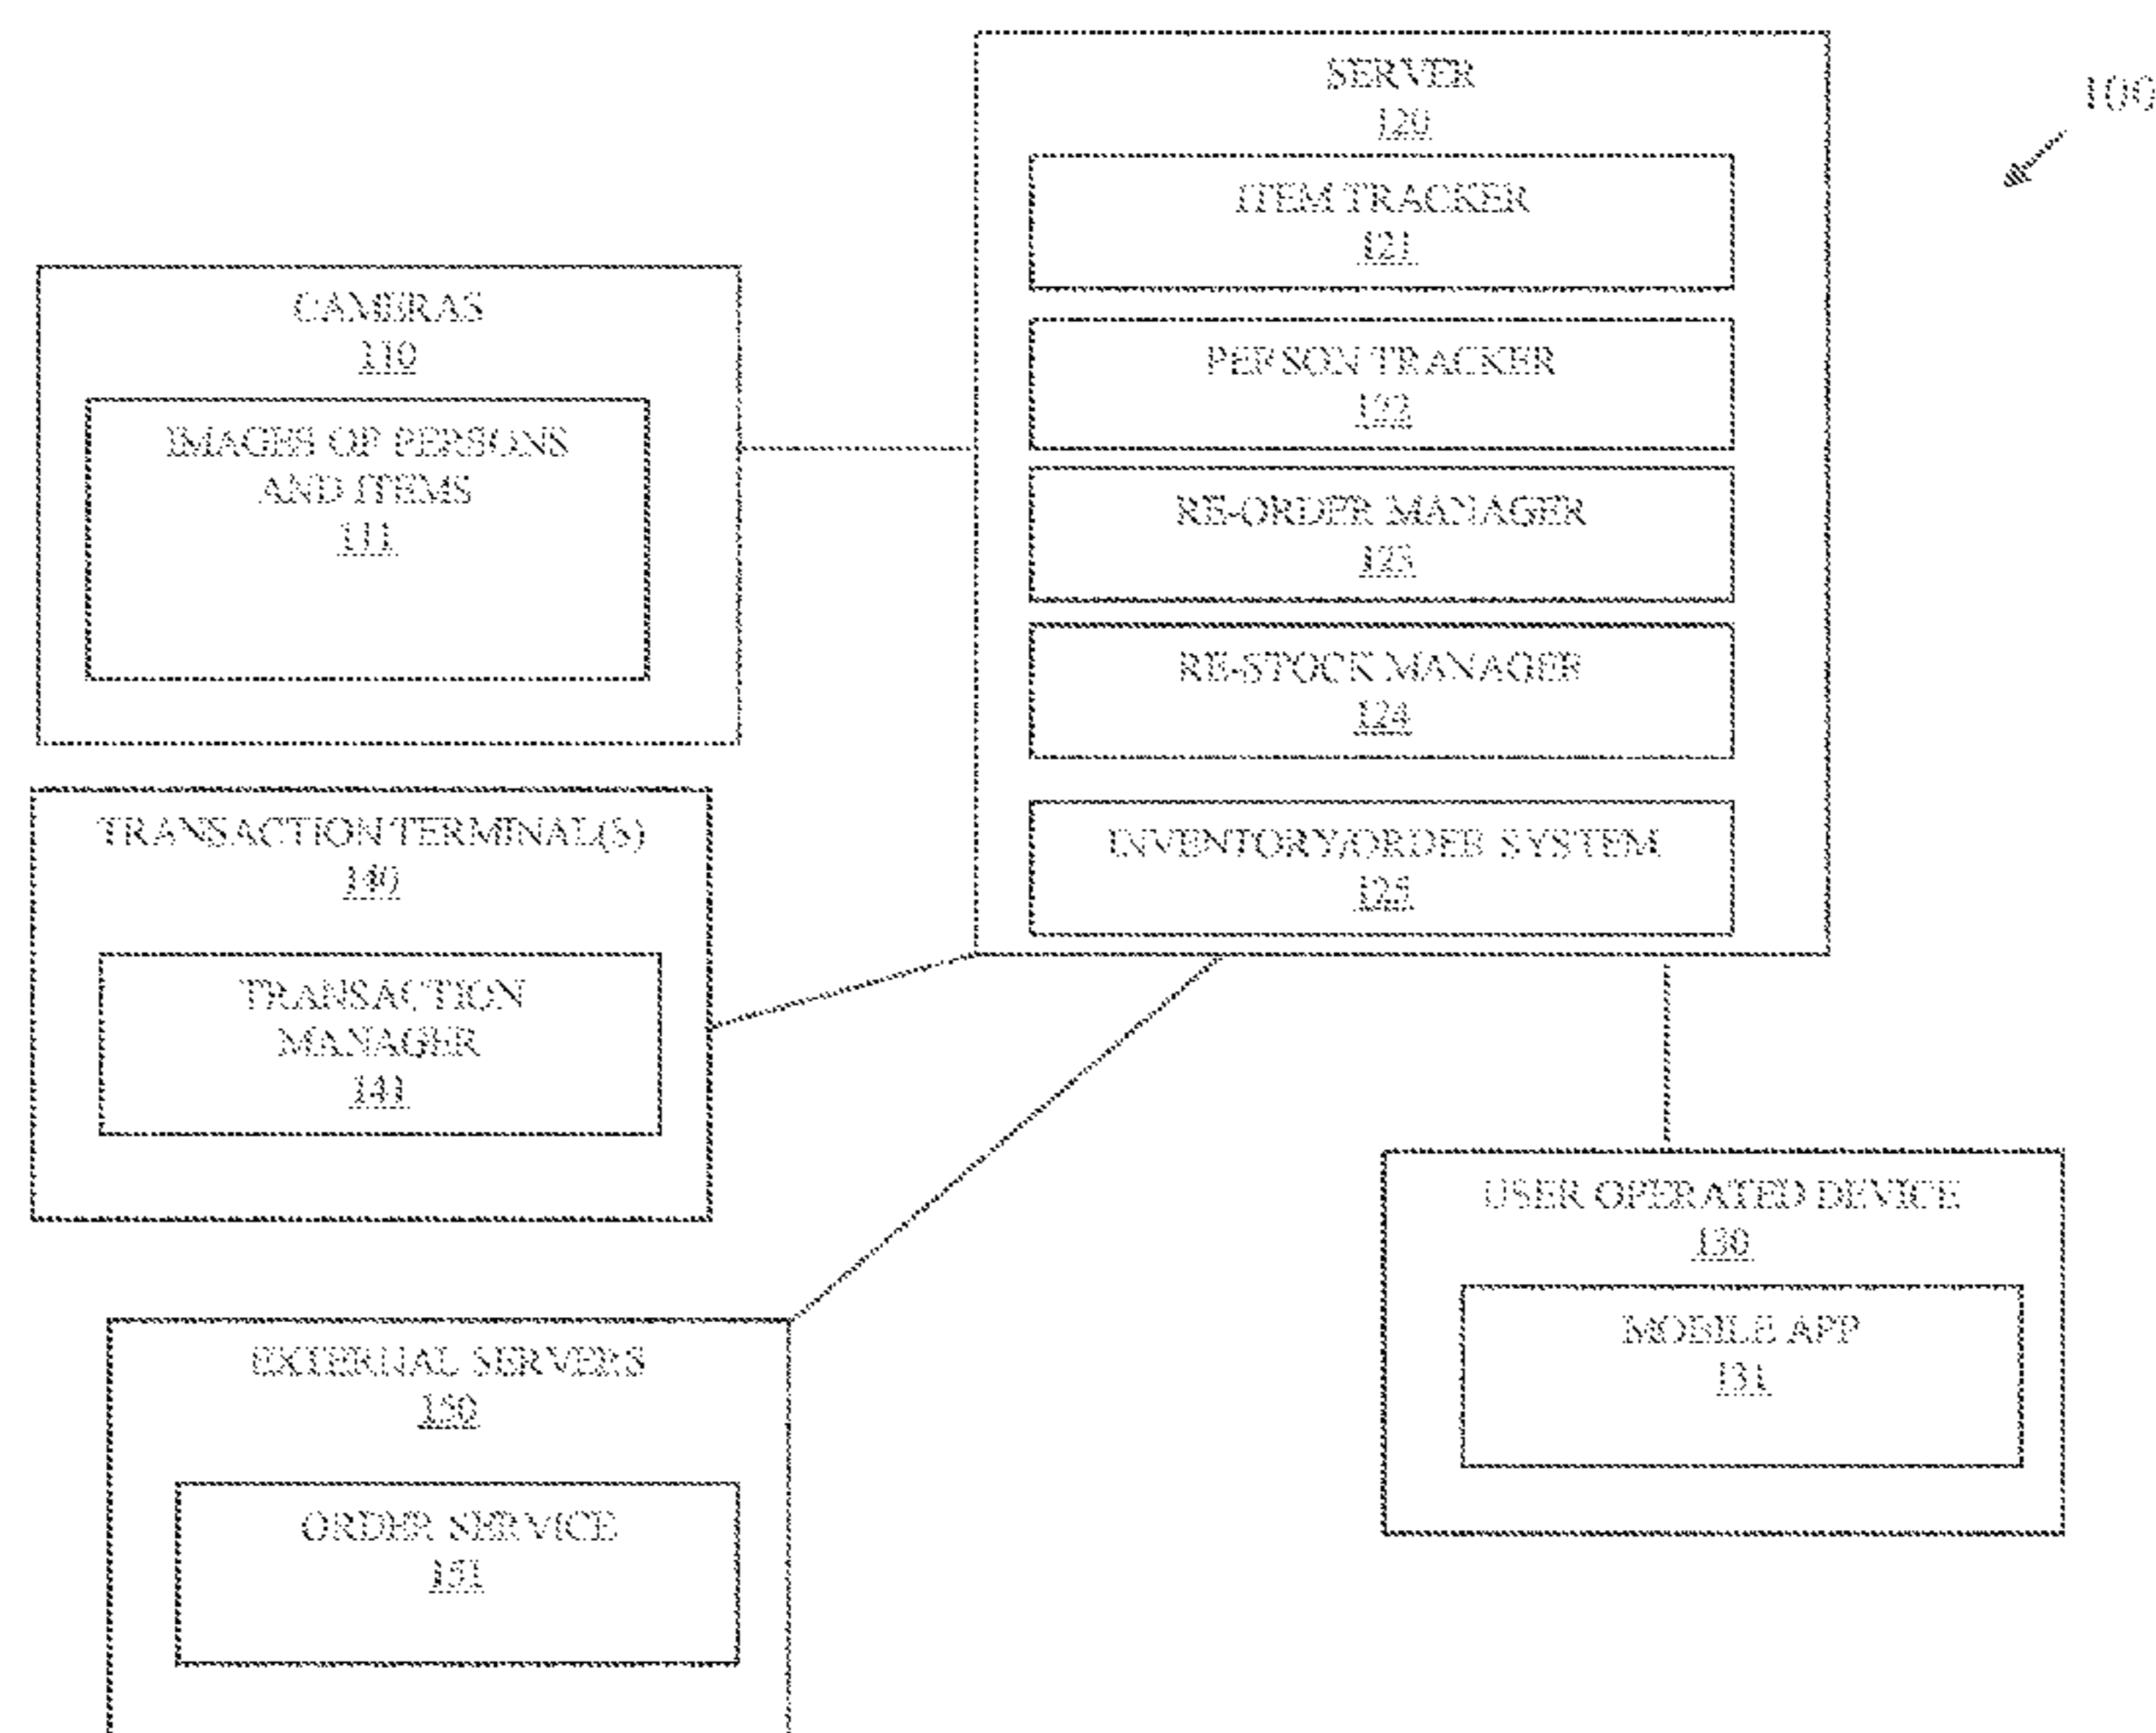 100
SERVER
120
ITEM TRACKER
121
PERSON TRACKER
122
RE-ORDER MANAGER
123
RE-STOCK MANAGER
124
INVENTORY/ORDER SYSTEM
125
CAMERAS
110
IMAGES OF PERSONS
AND ITEMS
111
TRANSACTION TERMINAL(S)
140
TRANSACTION
MANAGER
141
EXTERNAL SERVERS
150
ORDER SERVICE
151
USER OPERATED DEVICE
130
MOBILE APP
131